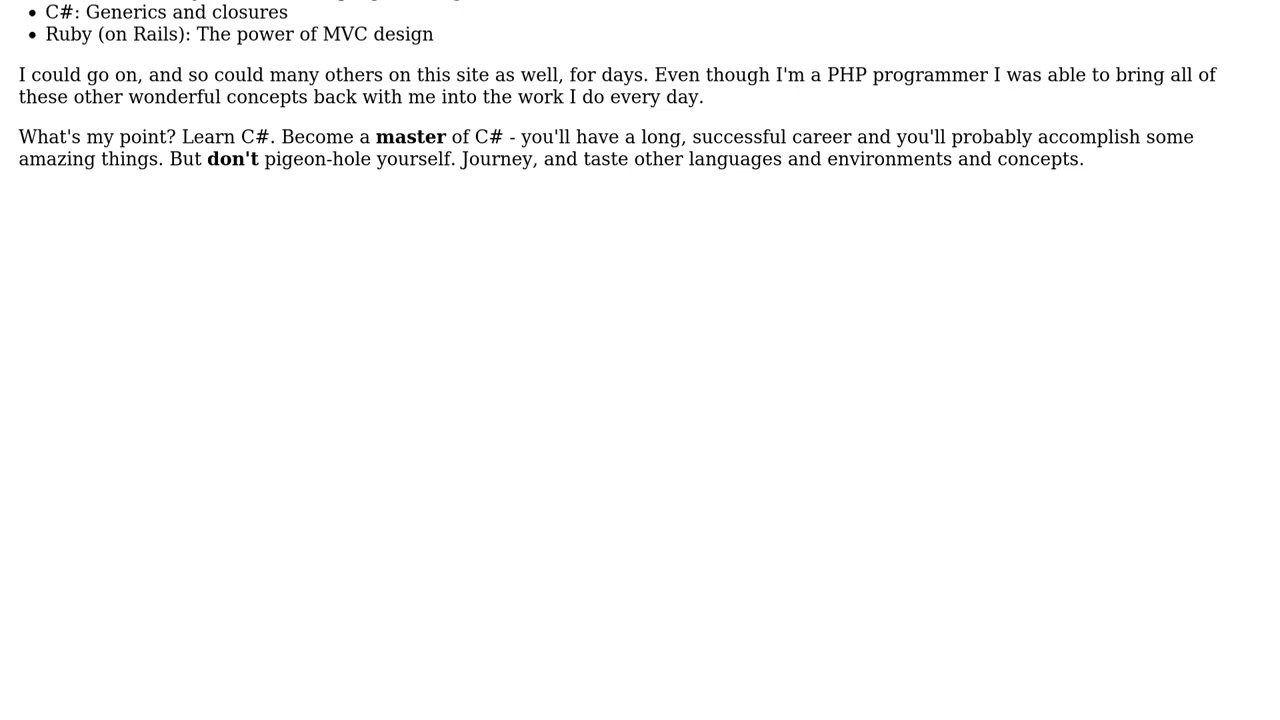 • C#: Generics and closures
• Ruby (on Rails): The power of MVC design
I could go on, and so could many others on this site as well, for days. Even though I'm a PHP programmer I was able to bring all of
these other wonderful concepts back with me into the work I do every day.
What's my point? Learn C#. Become a master of C# - you'll have a long, successful career and you'll probably accomplish some
amazing things. But don't pigeon-hole yourself. Journey, and taste other languages and environments and concepts.